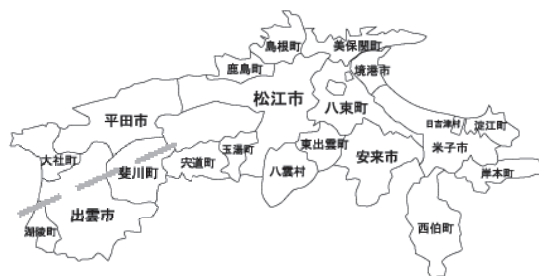 島根町
美保関町
鹿島町
境港市
松江市
八束町
平田市
日吉津村
淀江町
大社町
玉湯町
東出雲町
米子市
宍道町
安来市
斐川町
八雲村
岸本町
出雲市
西伯町
湖陵町